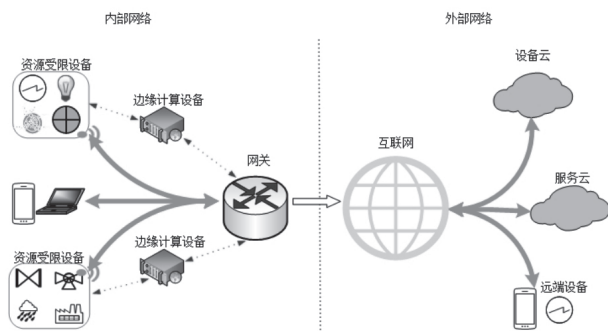 内部网络
外部网络
资源受限设备
边缘计算设备
网关
互联网
设备云
服务云
资源受限设备
边缘计算设备
远端设备